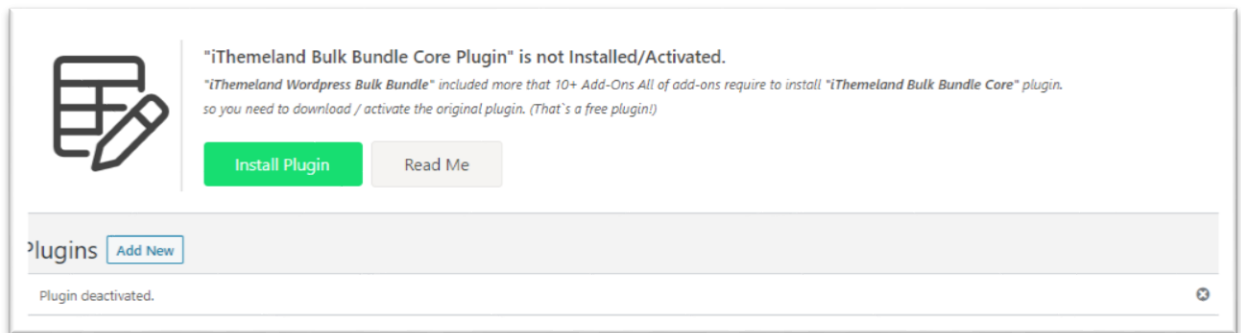 "iThemeland Bulk Bundle Core Plugin" is not Installed/Activated.
"iThemeland Wordpress Bulk Bundle" included more that 10+ Add-Ons All of add-ons require to install "iThemeland Bulk Bundle Core" plugin.
so you need to download / activate the original plugin. (That`s a free plugin!)
Install Plugin Read Me
Plugins Add New
Plugin deactivated.